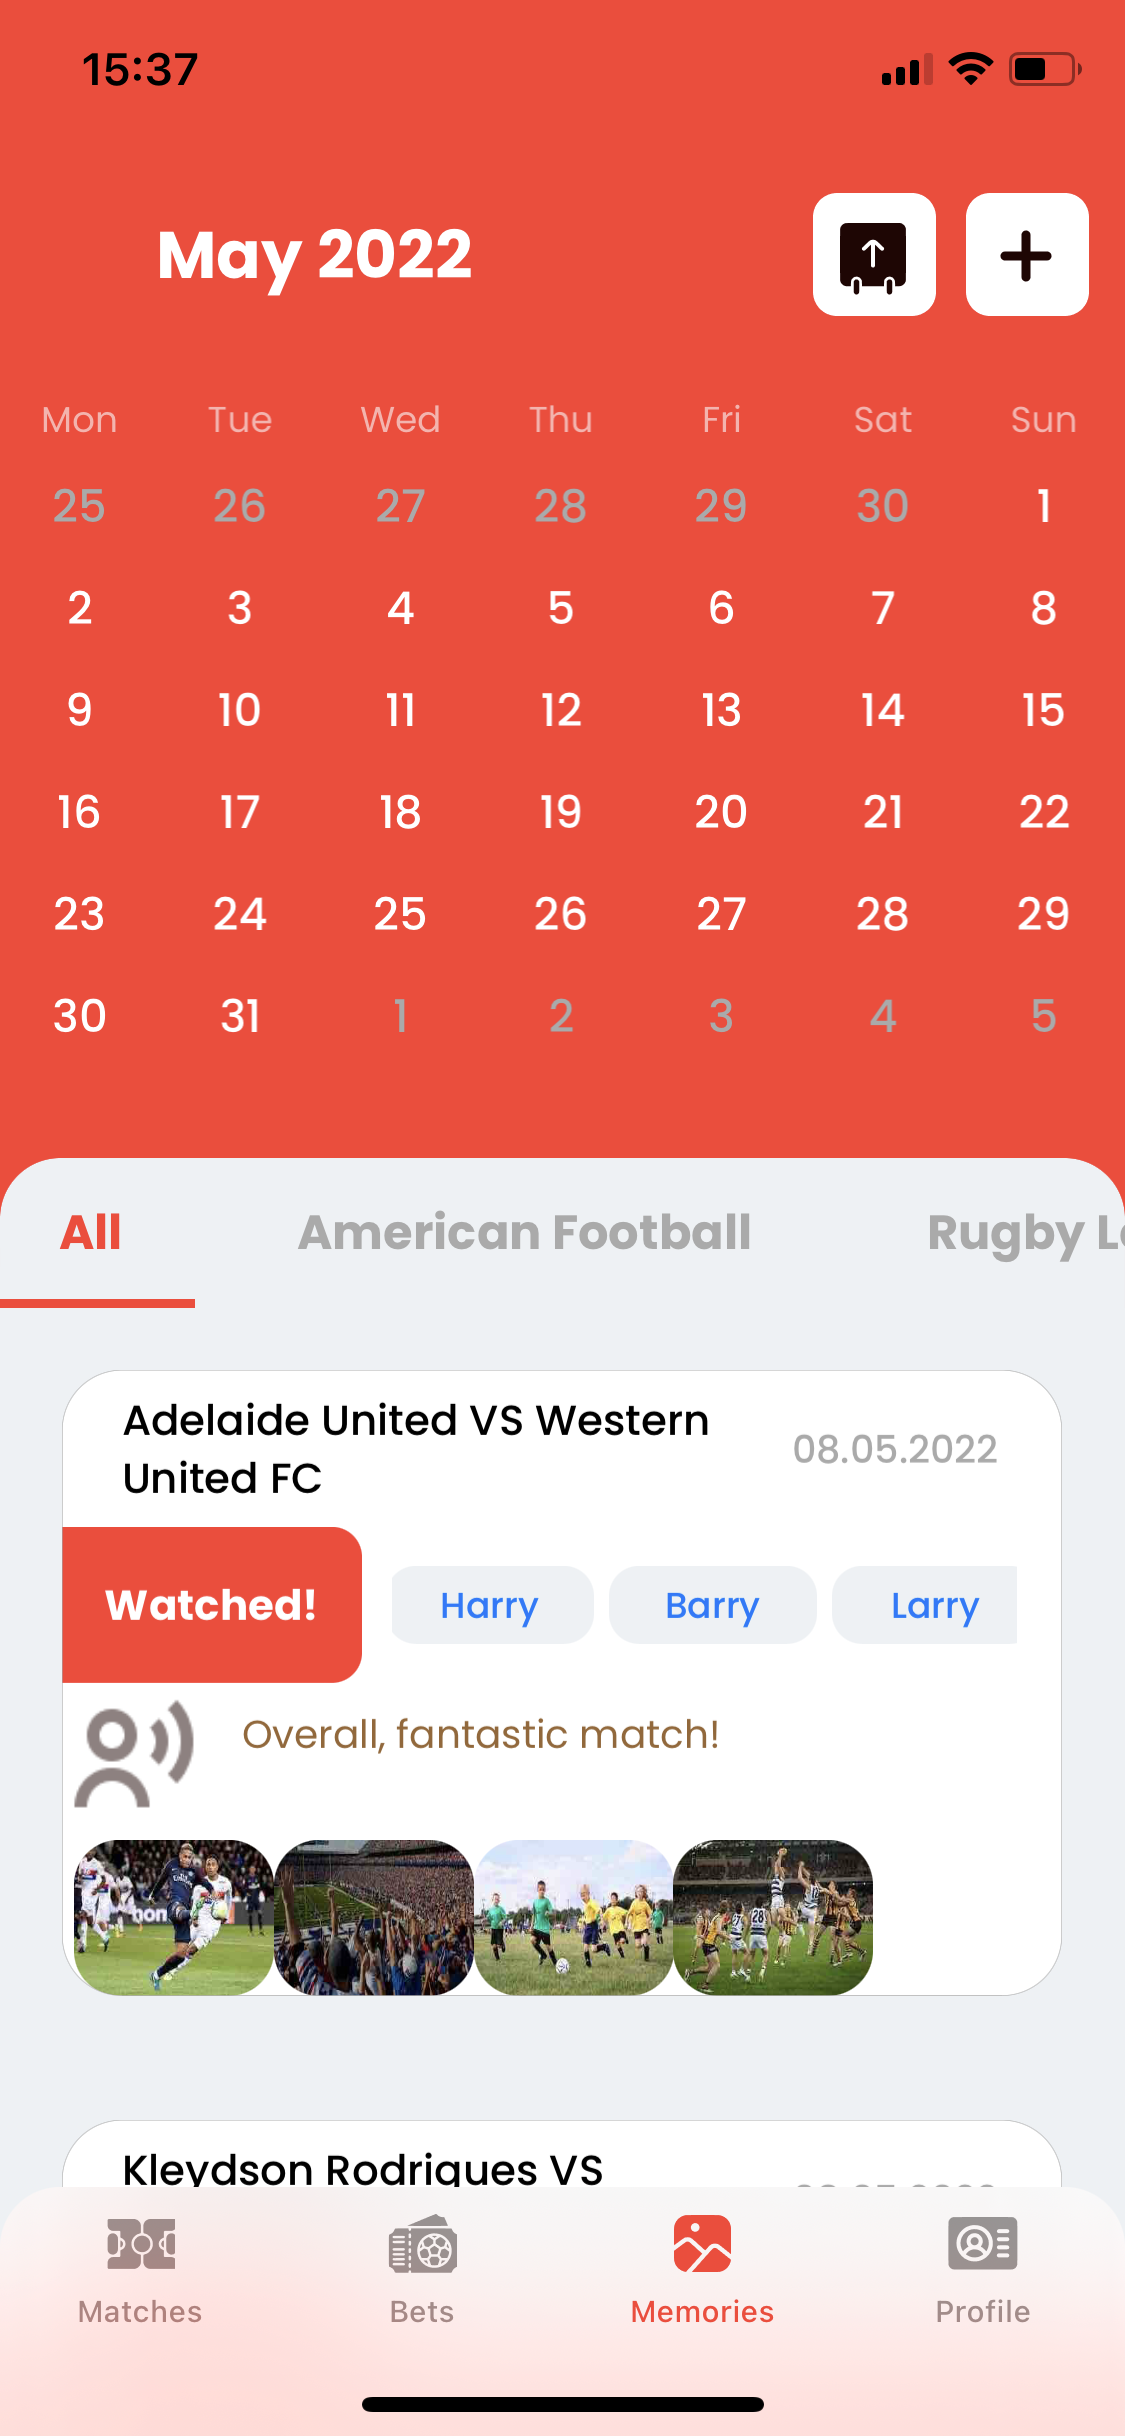 15:37
May 2022
Mon Tue Wed Thu Fri Sat Sun
25 26 27 28 29 30 1
2 3 4 5 6 7 8
9 10 11 12 13 14 15
16 17 18 19 20 21 22
23 24 25 26 27 28 29
30 31 1 2 3 4 5
All American Football Rugby
Adelaide United VS Western
United FC
08.05.2022
Watched! Harry Barry Larry
Overall, fantastic match!
Kleydson Rodrigues VS
Matches Bets Memories Profile